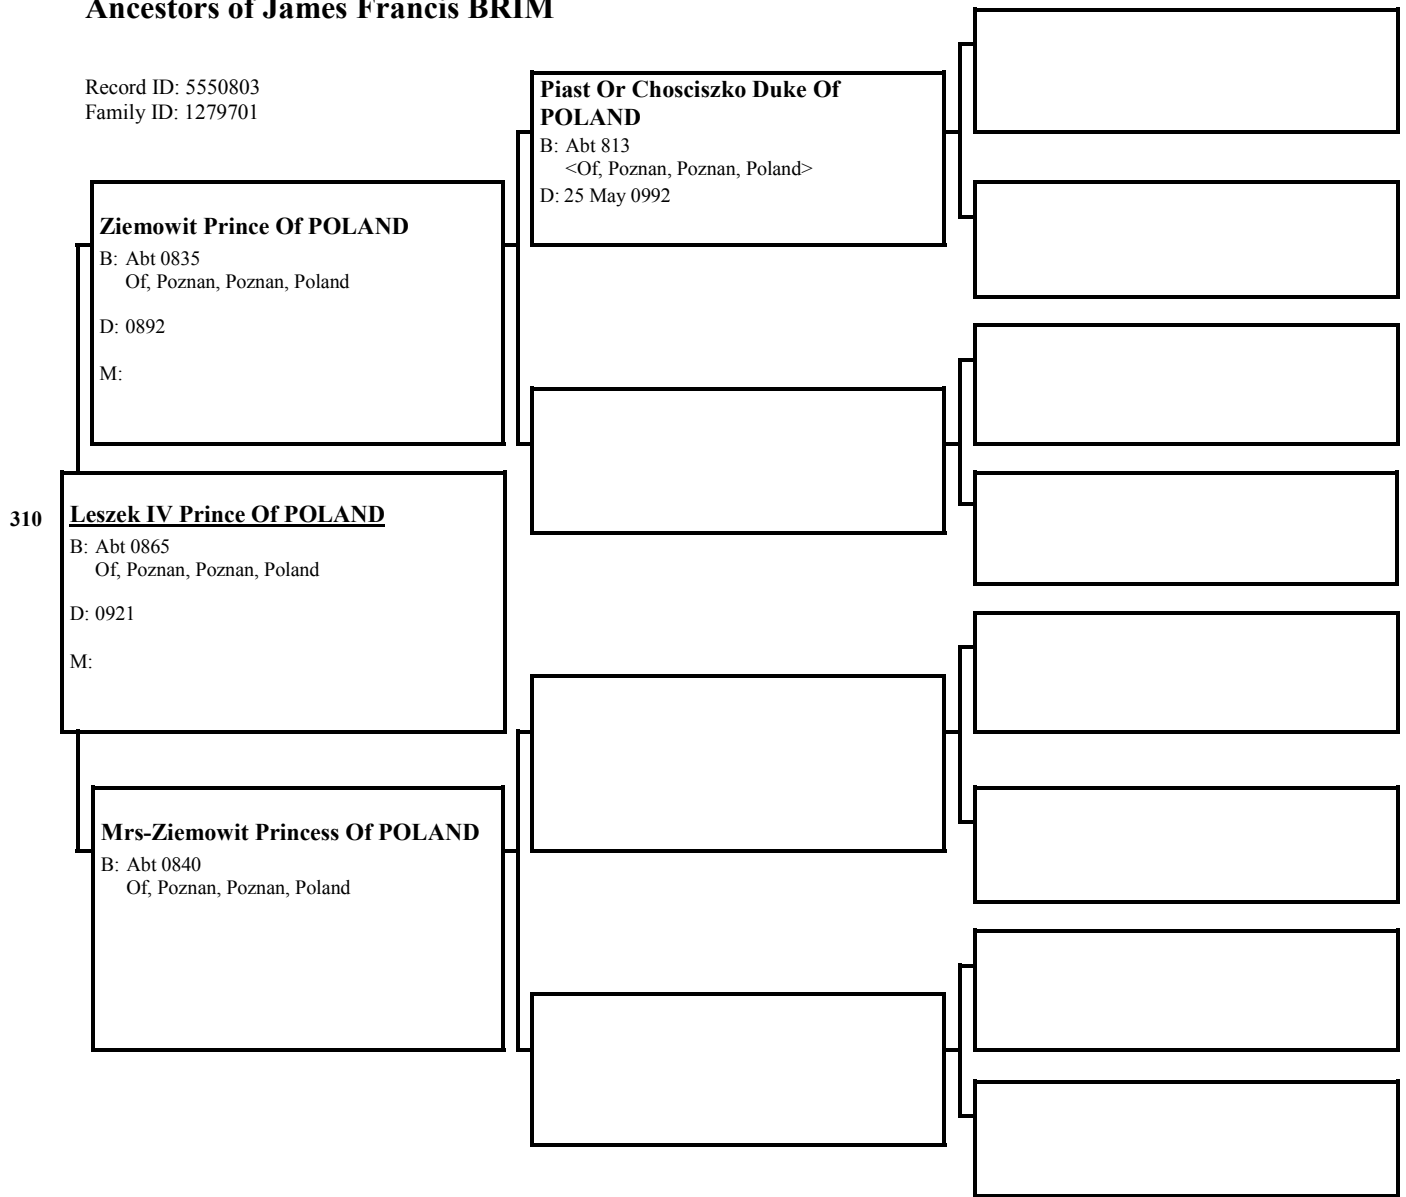 Ancestors of James Francis BRIM
Record ID: 5550803
Family ID: 1279701
Piast Or Chosciszko Duke Of
POLAND
B: Abt 813
<Of, Poznan, Poznan, Poland>
D: 25 May 0992
Ziemowit Prince Of POLAND
B: Abt 0835
Of, Poznan, Poznan, Poland
D: 0892
M:
310
Leszek IV Prince Of POLAND
B: Abt 0865
Of, Poznan, Poznan, Poland
D: 0921
M:
Mrs-Ziemowit Princess Of POLAND
B: Abt 0840
Of, Poznan, Poznan, Poland